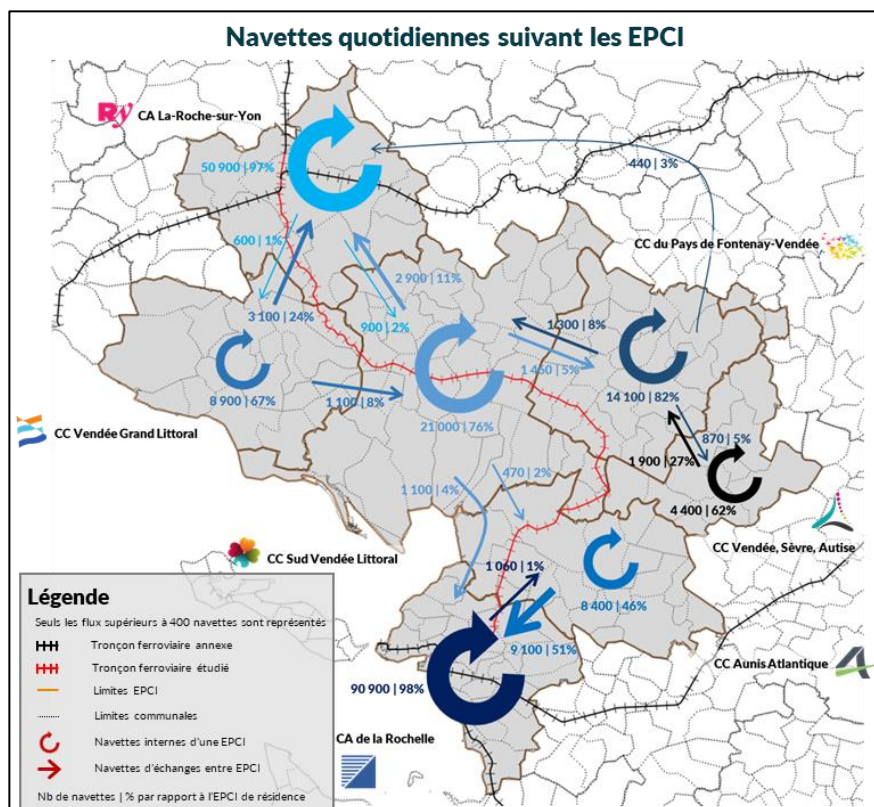 Navettes quotidiennes suivant les EPCI
CA La-Roche-sur-Yon
50 900 | 97%
440 | 3%
CC du Pays de Fontenay-Vendée
600 | 1%
2 900 | 11%
3 100 | 24%
900 | 2%
1 300 | 8%
1 450 | 5%
8 900 | 67%
1 100 | 8%
14 100 | 82%
21 000 | 76%
CC Vendée Grand Littoral
870 | 5%
1 900 | 27%
4 400 | 62%
470 | 2%
1 100 | 4%
CC Vendée, Sèvre, Autise
CC Sud Vendée Littoral
1 060 | 1%
8 400 | 46%
9 100 | 51%
CC Aunis Atlantique
90 900 | 98%
CA de la Rochelle
Légende
Seuls les flux supérieurs à 400 navettes sont représentés
Tronçon ferroviaire annexe
Tronçon ferroviaire étudié
Limites EPCI
Limites communales
Navettes internes d'une EPCI
Navettes d'échanges entre EPCI
Nb de navettes | % par rapport à l'EPCI de résidence